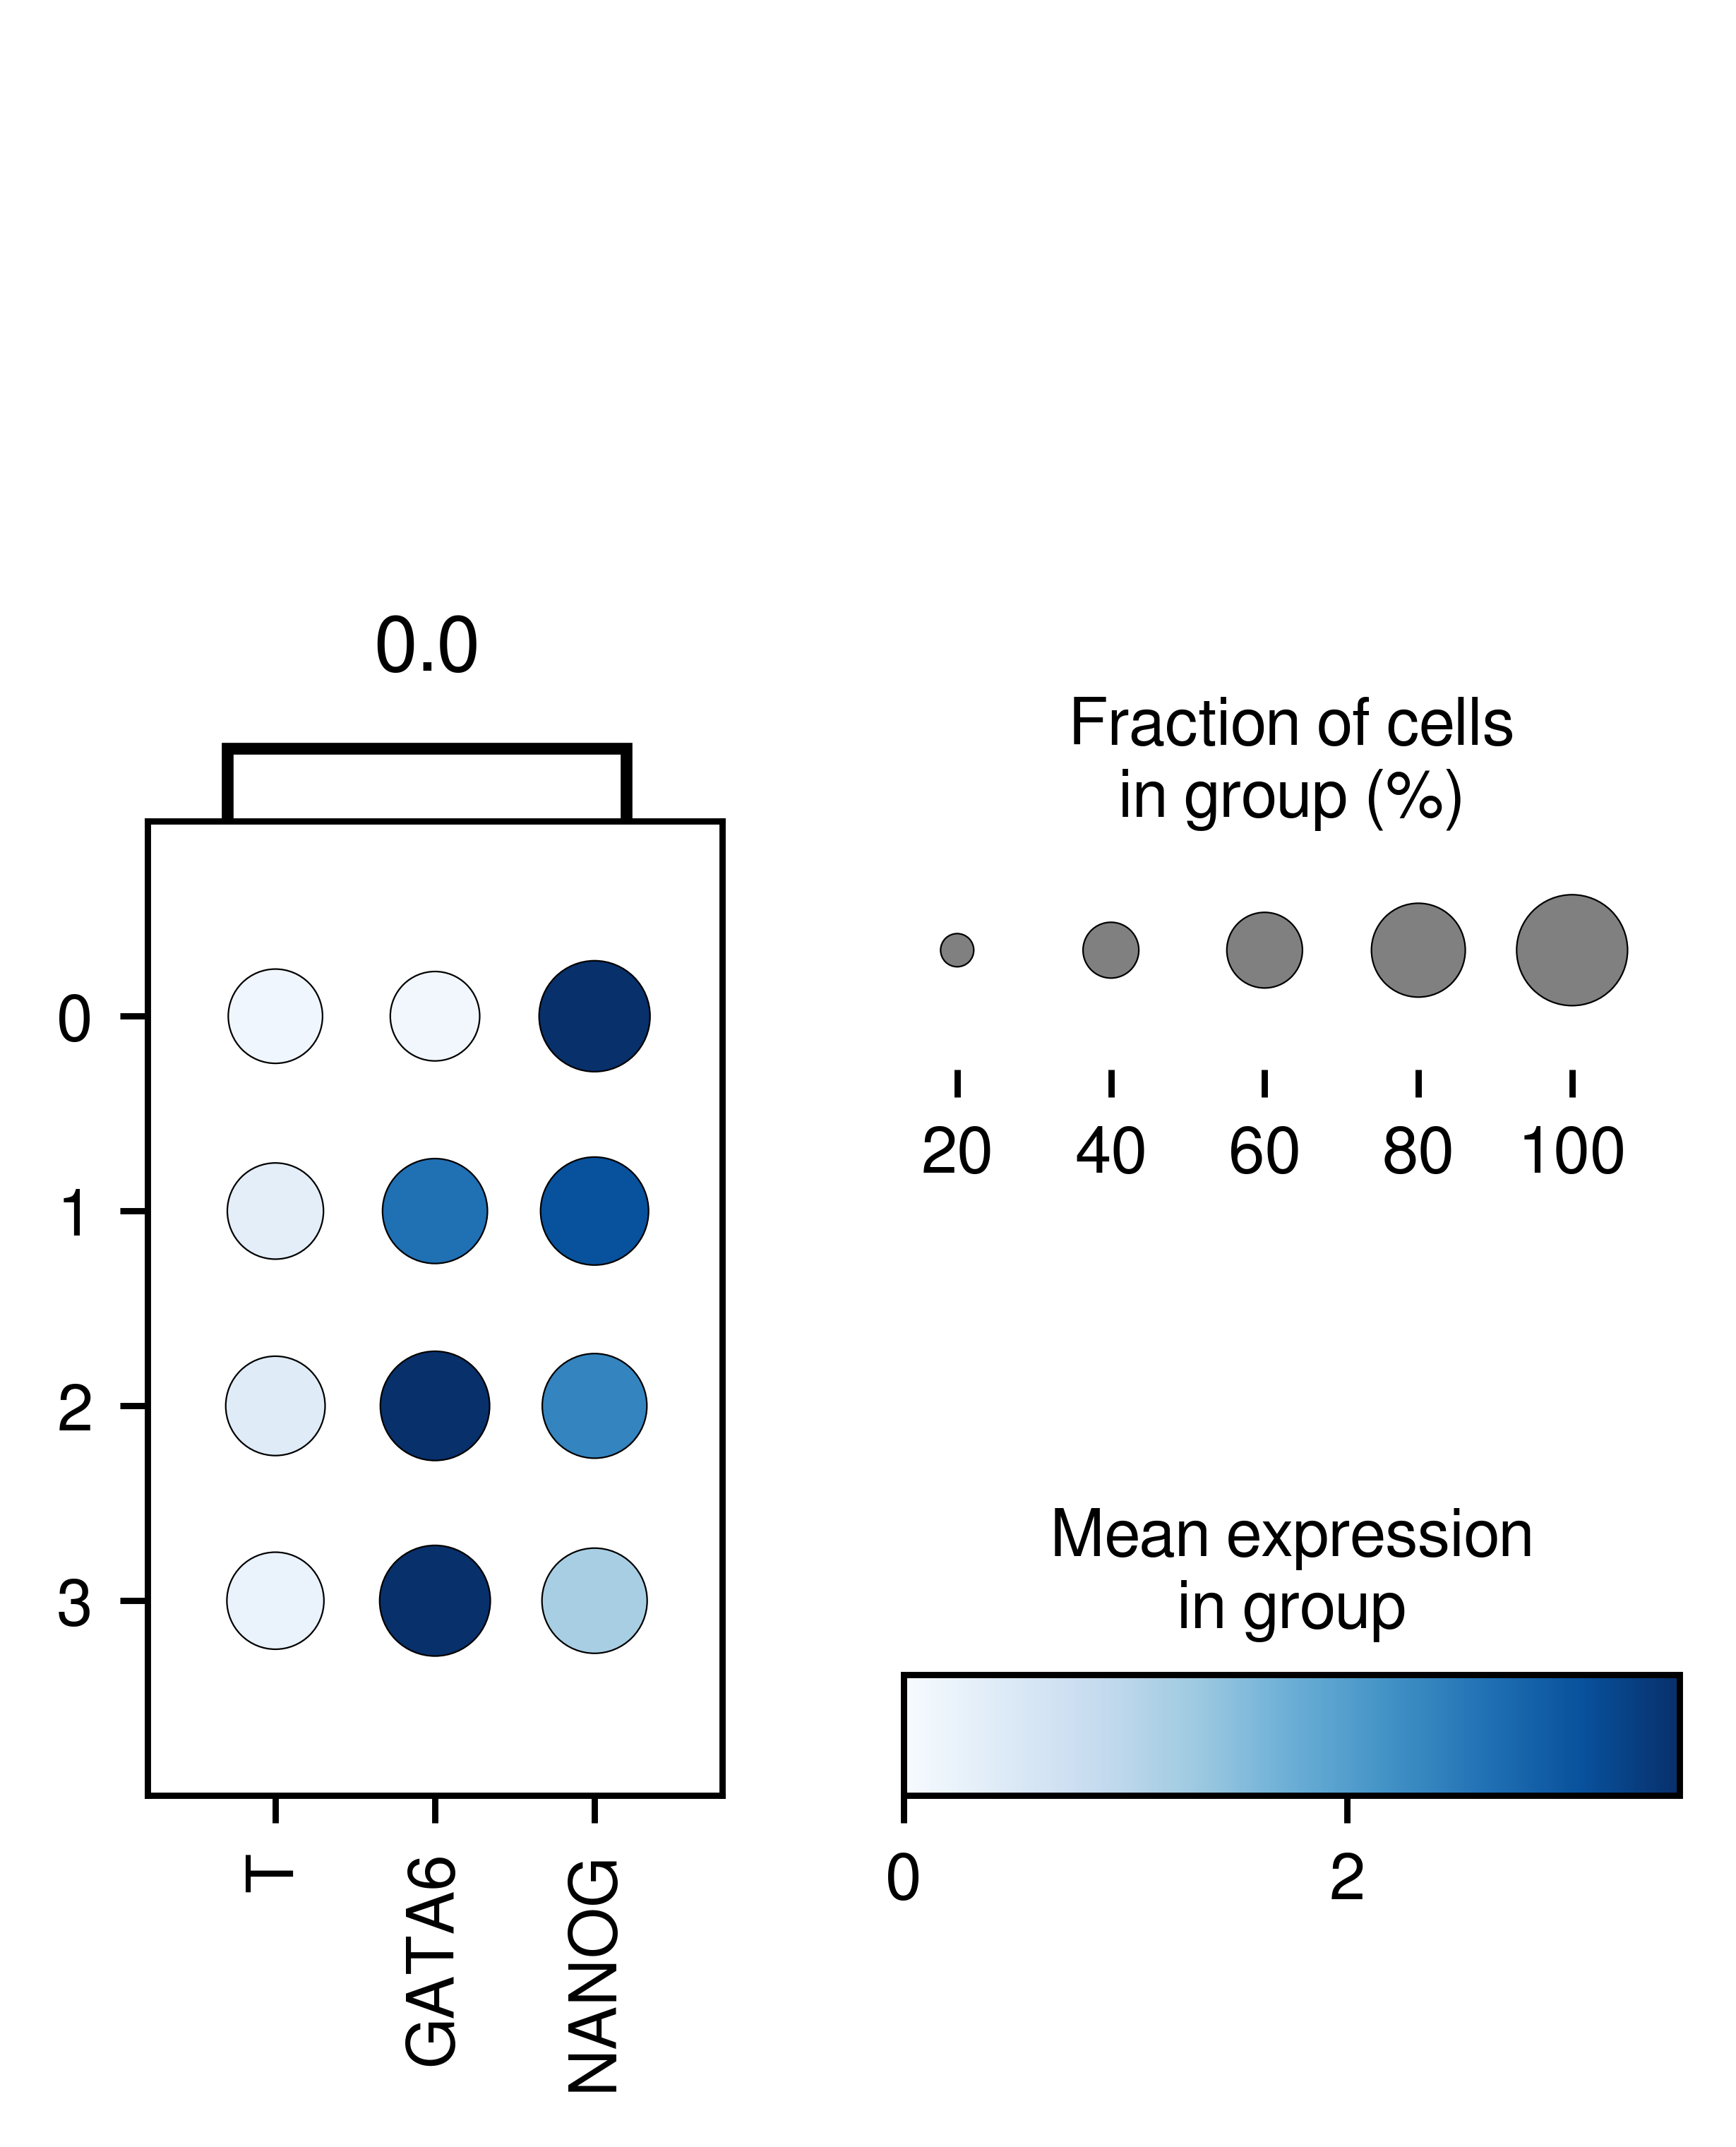 0.0
Fraction of cells
in group (%)
20 40 60 80 100
0
1
2
3
T
GATA6
NANOG
Mean expression
in group
0 2